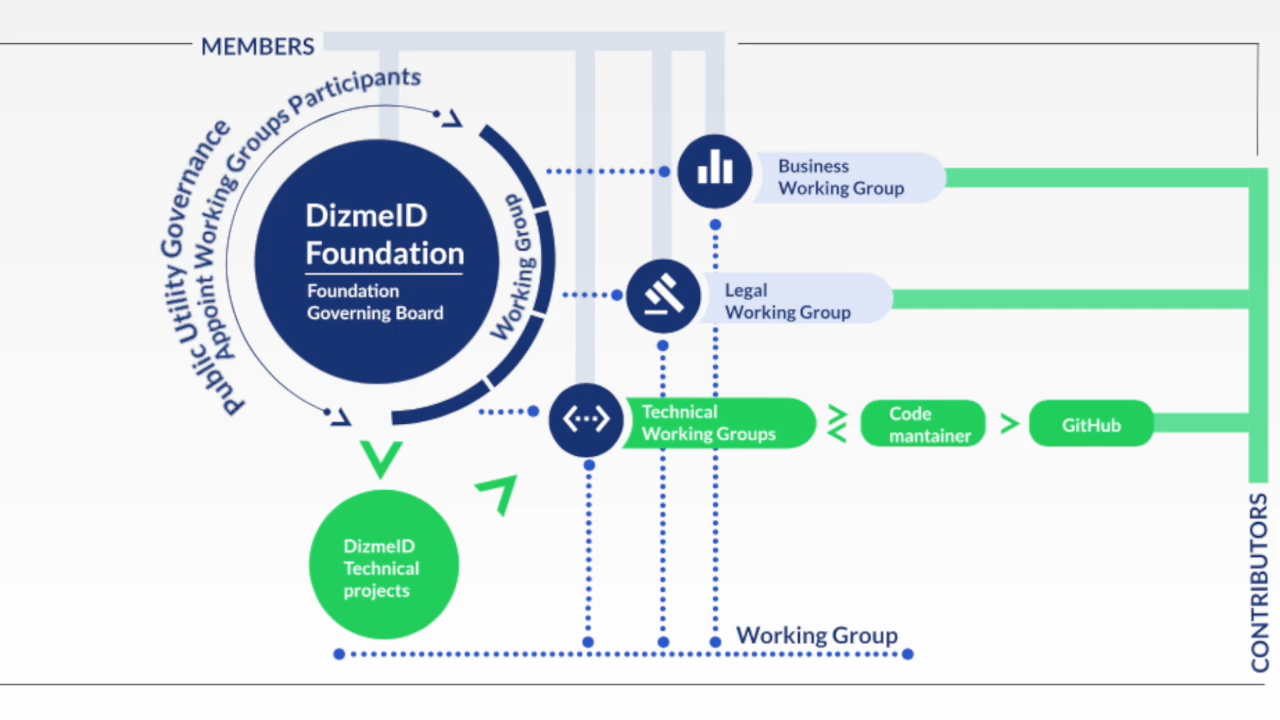 MEMBERS
Public Utility Governance
Appoint Working Groups Participants
DizmeID
Foundation
Foundation
Governing Board
Working Group
Business
Working Group
Legal
Working Group
Technical
Working Groups
Code
mantainer
GitHub
DizmeID
Technical
projects
Working Group
CONTRIBUTORS